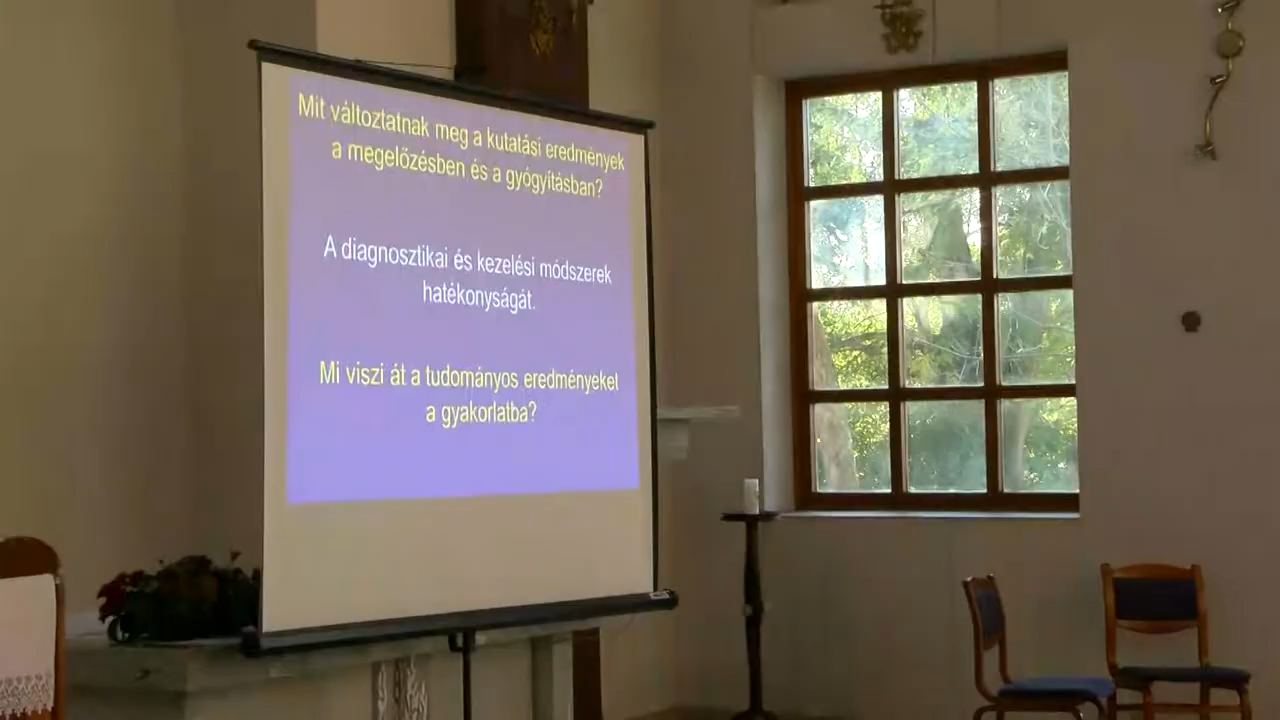 Mit változtatnak meg a kutatási eredmények
a megelőzésben és a gyógyításban?
A diagnosztikai és kezelési módszerek
hatékonyságát.
Mi viszi át a tudományos eredményeket
a gyakorlatba?